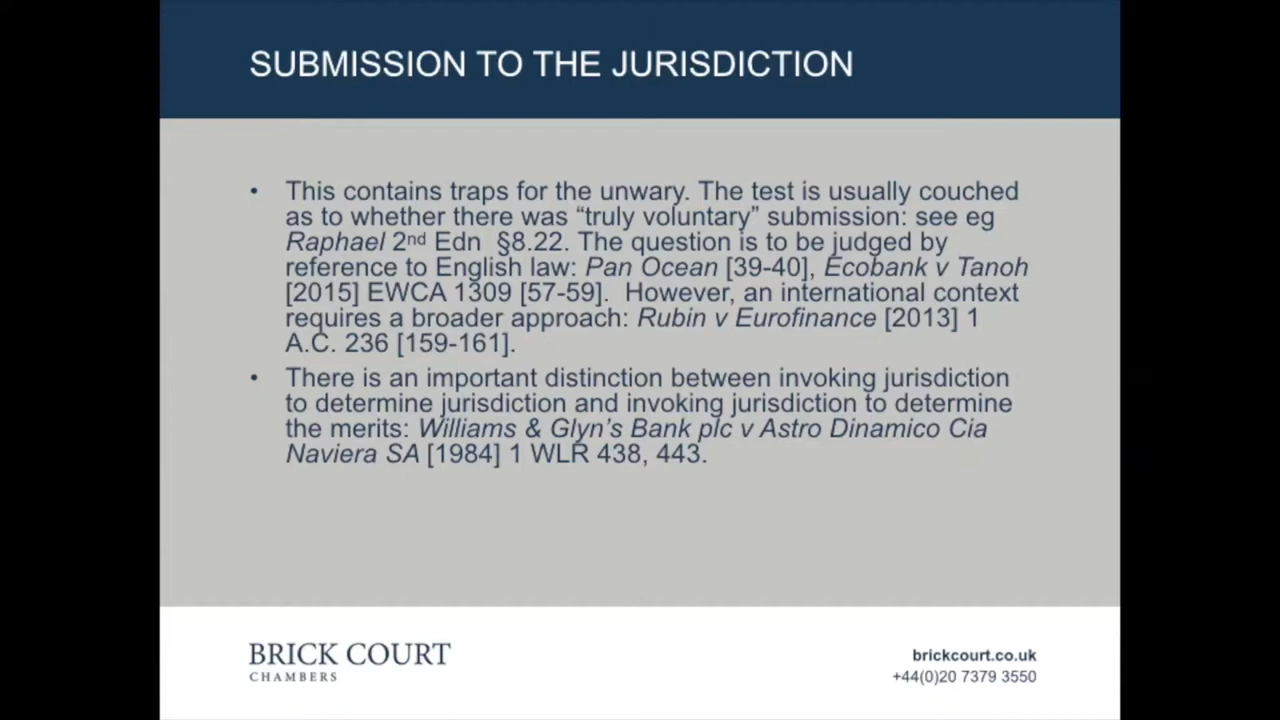 SUBMISSION TO THE JURISDICTION
• This contains traps for the unwary. The test is usually couched
as to whether there was “truly voluntary” submission: see eg
Raphael 2nd Edn §8.22. The question is to be judged by
reference to English law: Pan Ocean [39-40], Ecobank v Tanoh
[2015] EWCA 1309 [57-59]. However, an international context
requires a broader approach: Rubin v Eurofinance [2013] 1
A.C. 236 [159-161].
• There is an important distinction between invoking jurisdiction
to determine jurisdiction and invoking jurisdiction to determine
the merits: Williams & Glyn’s Bank plc v Astro Dinamico Cia
Naviera SA [1984] 1 WLR 438, 443.
BRICK COURT
CHAMBERS
brickcourt.co.uk
+44(0)20 7379 3550